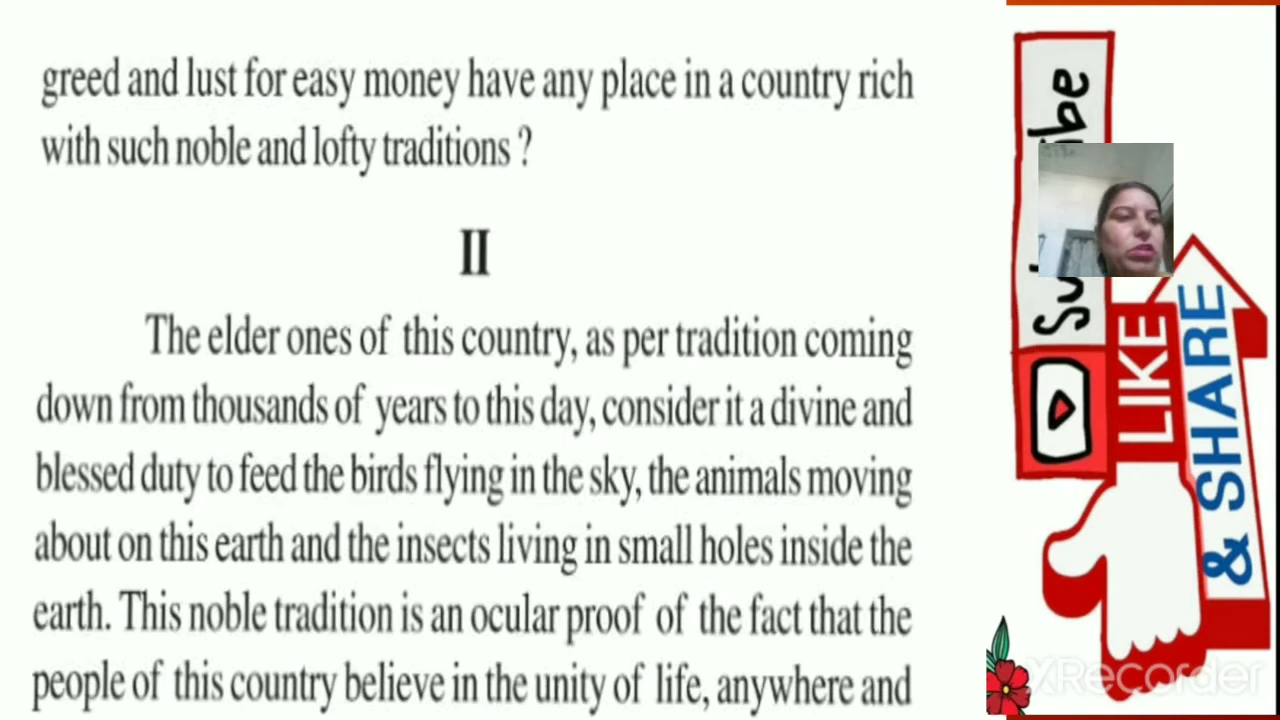 greed and lust for easy money have any place in a country rich
with such noble and lofty traditions ?
II
The elder ones of this country, as per tradition coming
down from thousands of years to this day, consider it a divine and
blessed duty to feed the birds flying in the sky, the animals moving
about on this earth and the insects living in small holes inside the
earth. This noble tradition is an ocular proof of the fact that the
people of this country believe in the unity of life, anywhere and
LIKE
& SHARE
XRecorder